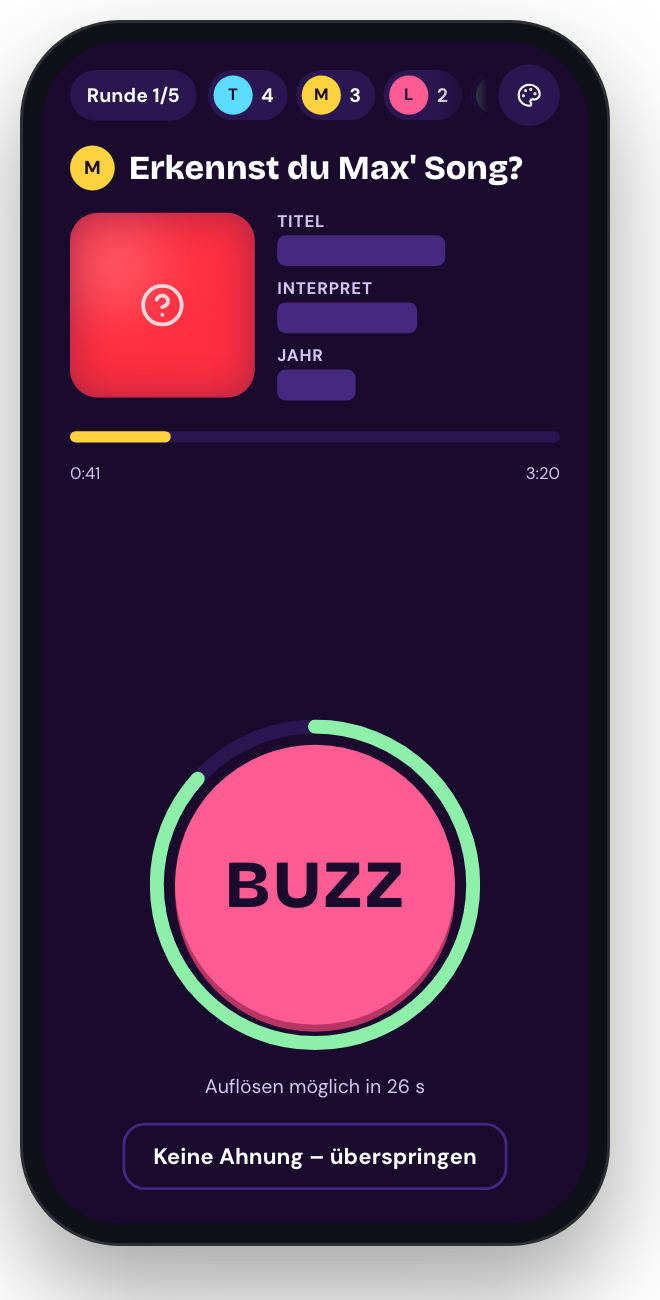 Runde 1/5 T 4 M 3 L 2
M Erkennst du Max' Song?
TITEL
INTERPRET
JAHR
0:41 3:20
BUZZ
Auflösen möglich in 26 s
Keine Ahnung – überspringen